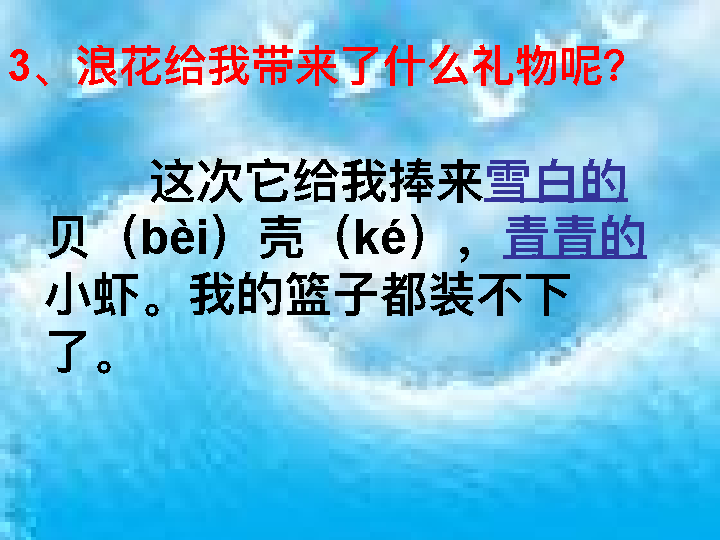 3、浪花给我带来了什么礼物呢?
这次它给我捧来雪白的
贝（bèi）壳（ké），青青的
小虾。我的篮子都装不下
了。